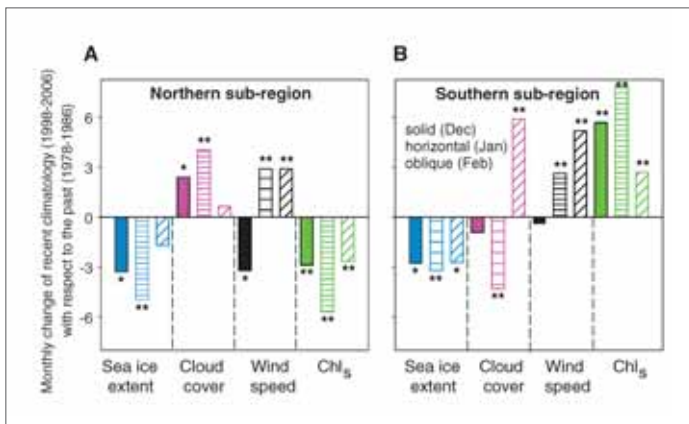 A
B
Northern sub-region
Southern sub-region
Monthly change of recent climatology (1998-2006)
with respect to the past (1978-1986)
6
3
0
-3
-6
*
**
*
**
*
**
**
*
**
**
**
solid (Dec)
horizontal (Jan)
oblique (Feb)
*
**
*
**
**
**
**
**
**
**
Sea ice
extent
Cloud
cover
Wind
speed
Chls
Sea ice
extent
Cloud
cover
Wind
speed
Chls